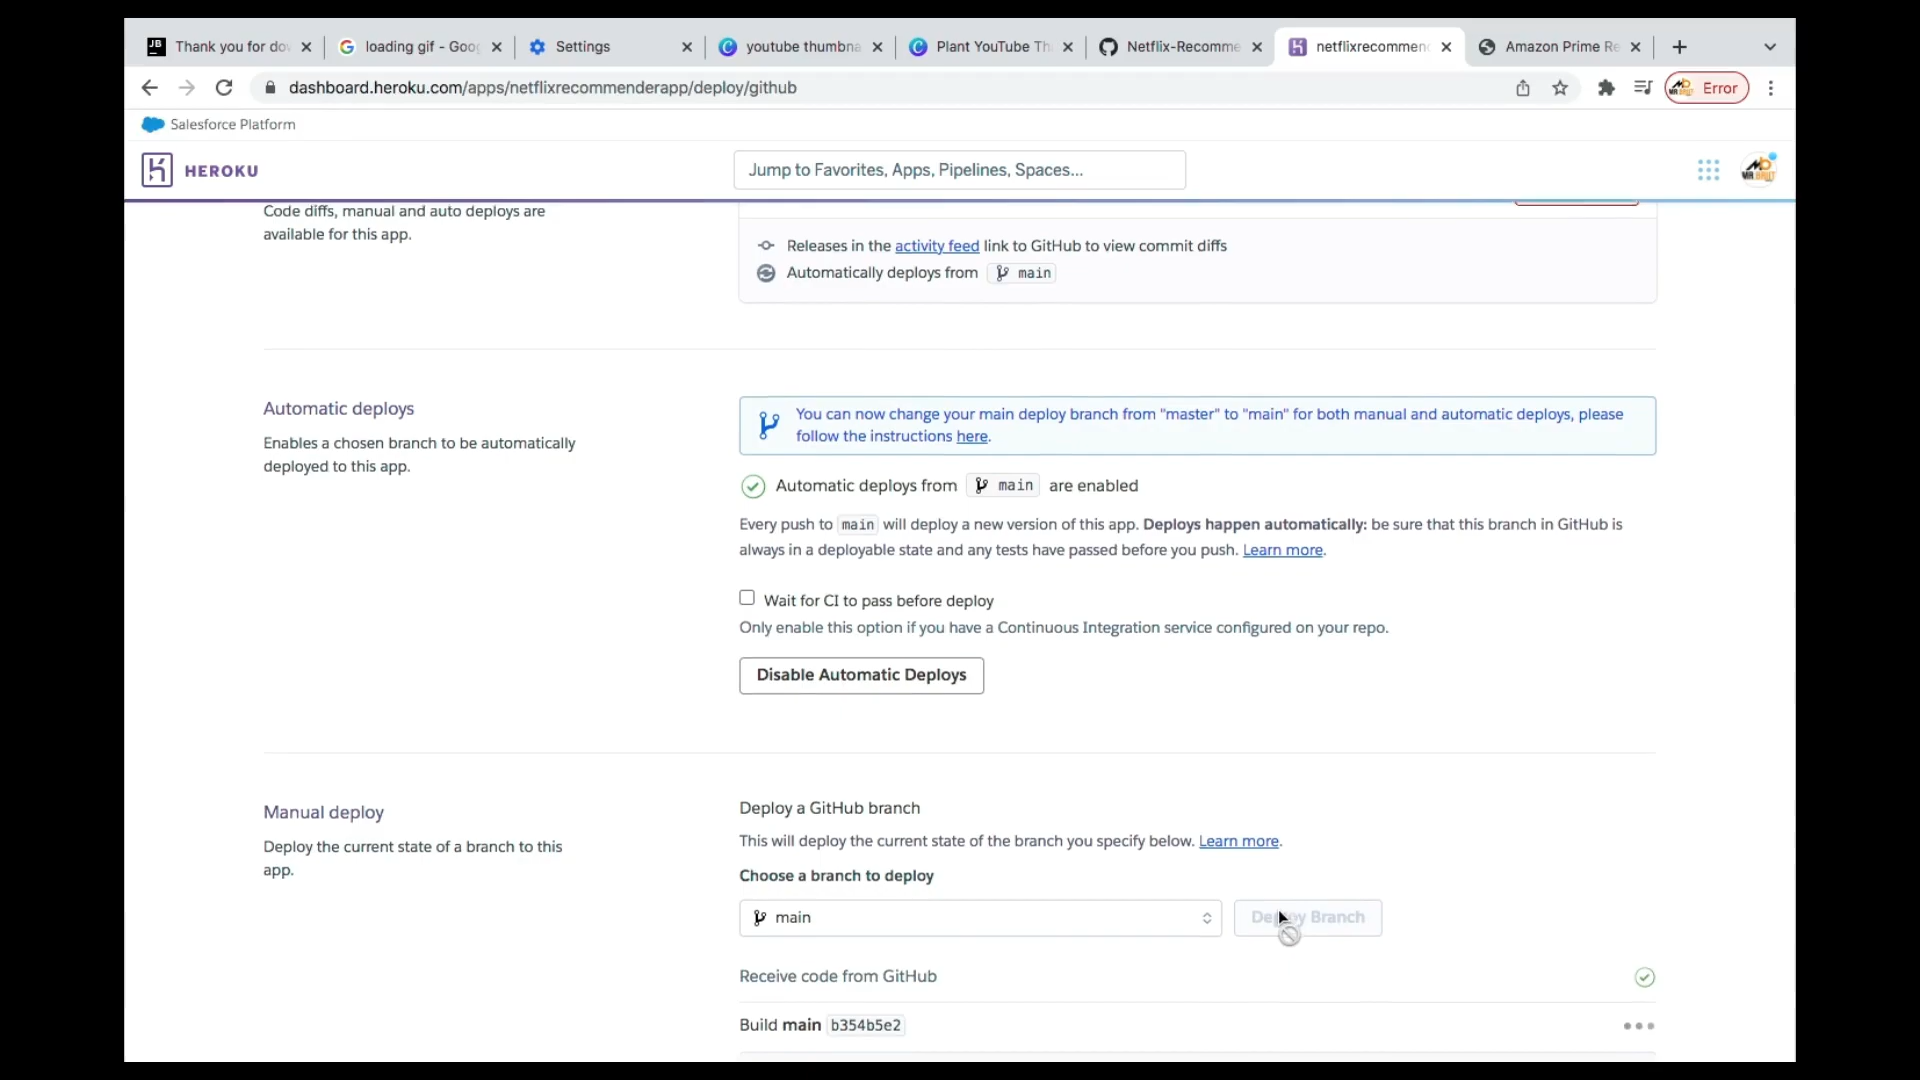 Thank you for do
loading gif - Goog
Settings
youtube thumbna
Plant YouTube Th
Netflix-Recomme
netflixrecommen
Amazon Prime Re
dashboard.heroku.com/apps/netflixrecommenderapp/deploy/github
Error
Salesforce Platform
HEROKU
Jump to Favorites, Apps, Pipelines, Spaces...
Code diffs, manual and auto deploys are
available for this app.
Releases in the activity feed link to GitHub to view commit diffs
Automatically deploys from main
Automatic deploys
Enables a chosen branch to be automatically
deployed to this app.
You can now change your main deploy branch from "master" to "main" for both manual and automatic deploys, please
follow the instructions here.
Automatic deploys from main are enabled
Every push to main will deploy a new version of this app. Deploys happen automatically: be sure that this branch in GitHub is
always in a deployable state and any tests have passed before you push. Learn more.
Wait for CI to pass before deploy
Only enable this option if you have a Continuous Integration service configured on your repo.
Disable Automatic Deploys
Manual deploy
Deploy the current state of a branch to this
app.
Deploy a GitHub branch
This will deploy the current state of the branch you specify below. Learn more.
Choose a branch to deploy
main
Deploy Branch
Receive code from GitHub
Build main b354b5e2